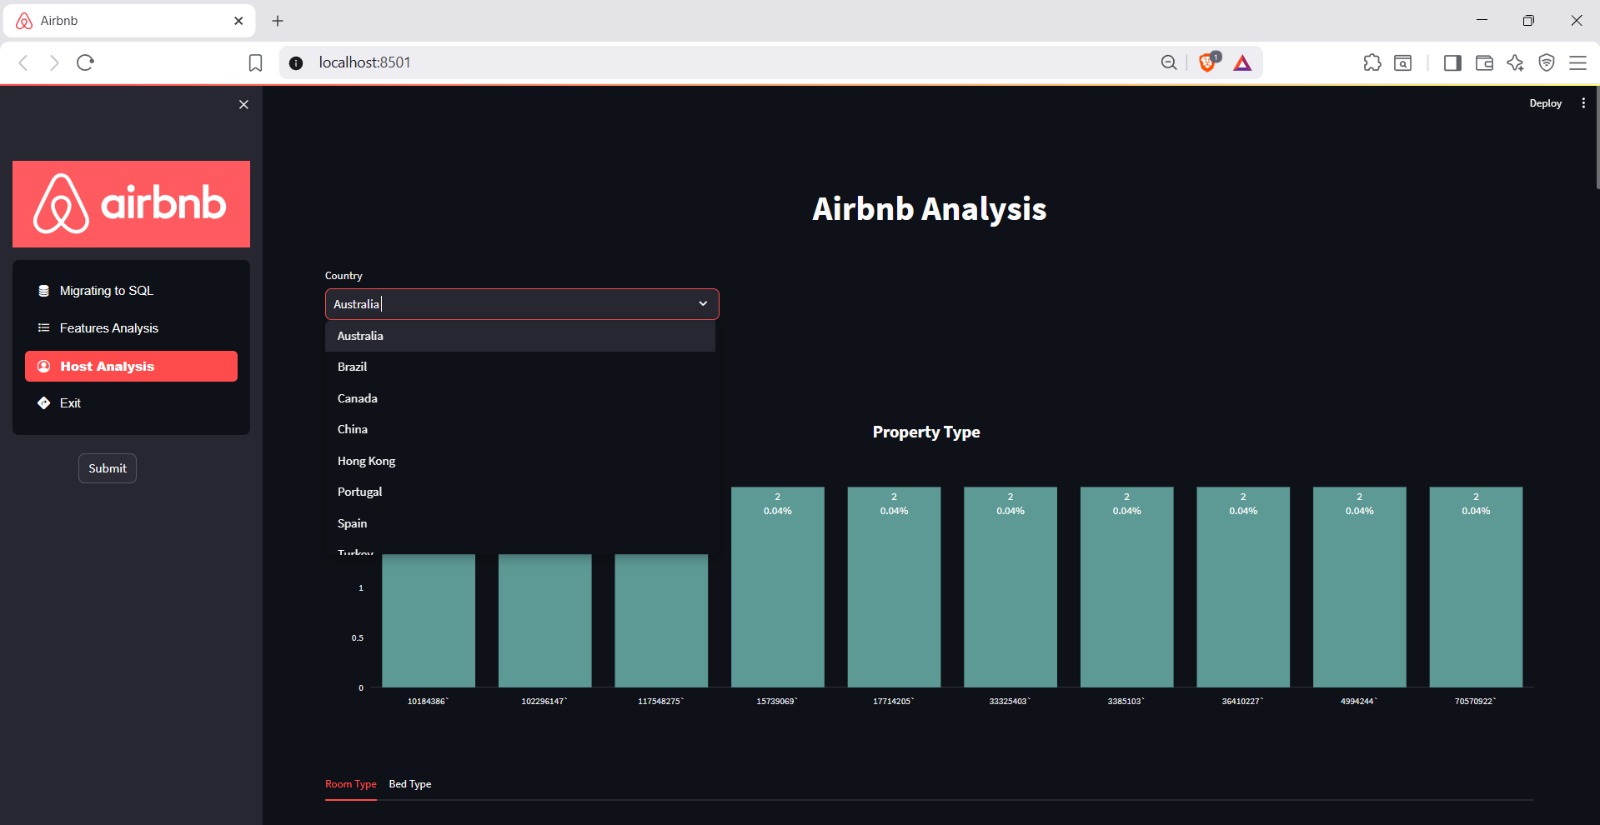 Airbnb
localhost:8501
1
Deploy
airbnb
Migrating to SQL
Features Analysis
Host Analysis
Exit
Submit
Airbnb Analysis
Country
Australia
Australia
Brazil
Canada
China
Hong Kong
Portugal
Spain
Turkey
Property Type
2 2 2 2 2 2 2
0.04% 0.04% 0.04% 0.04% 0.04% 0.04% 0.04%
1
0.5
0
10184386` 102296147` 117548275` 15739069` 17714205` 33325403` 3385103` 36410227` 4994244` 70570922`
Room Type Bed Type